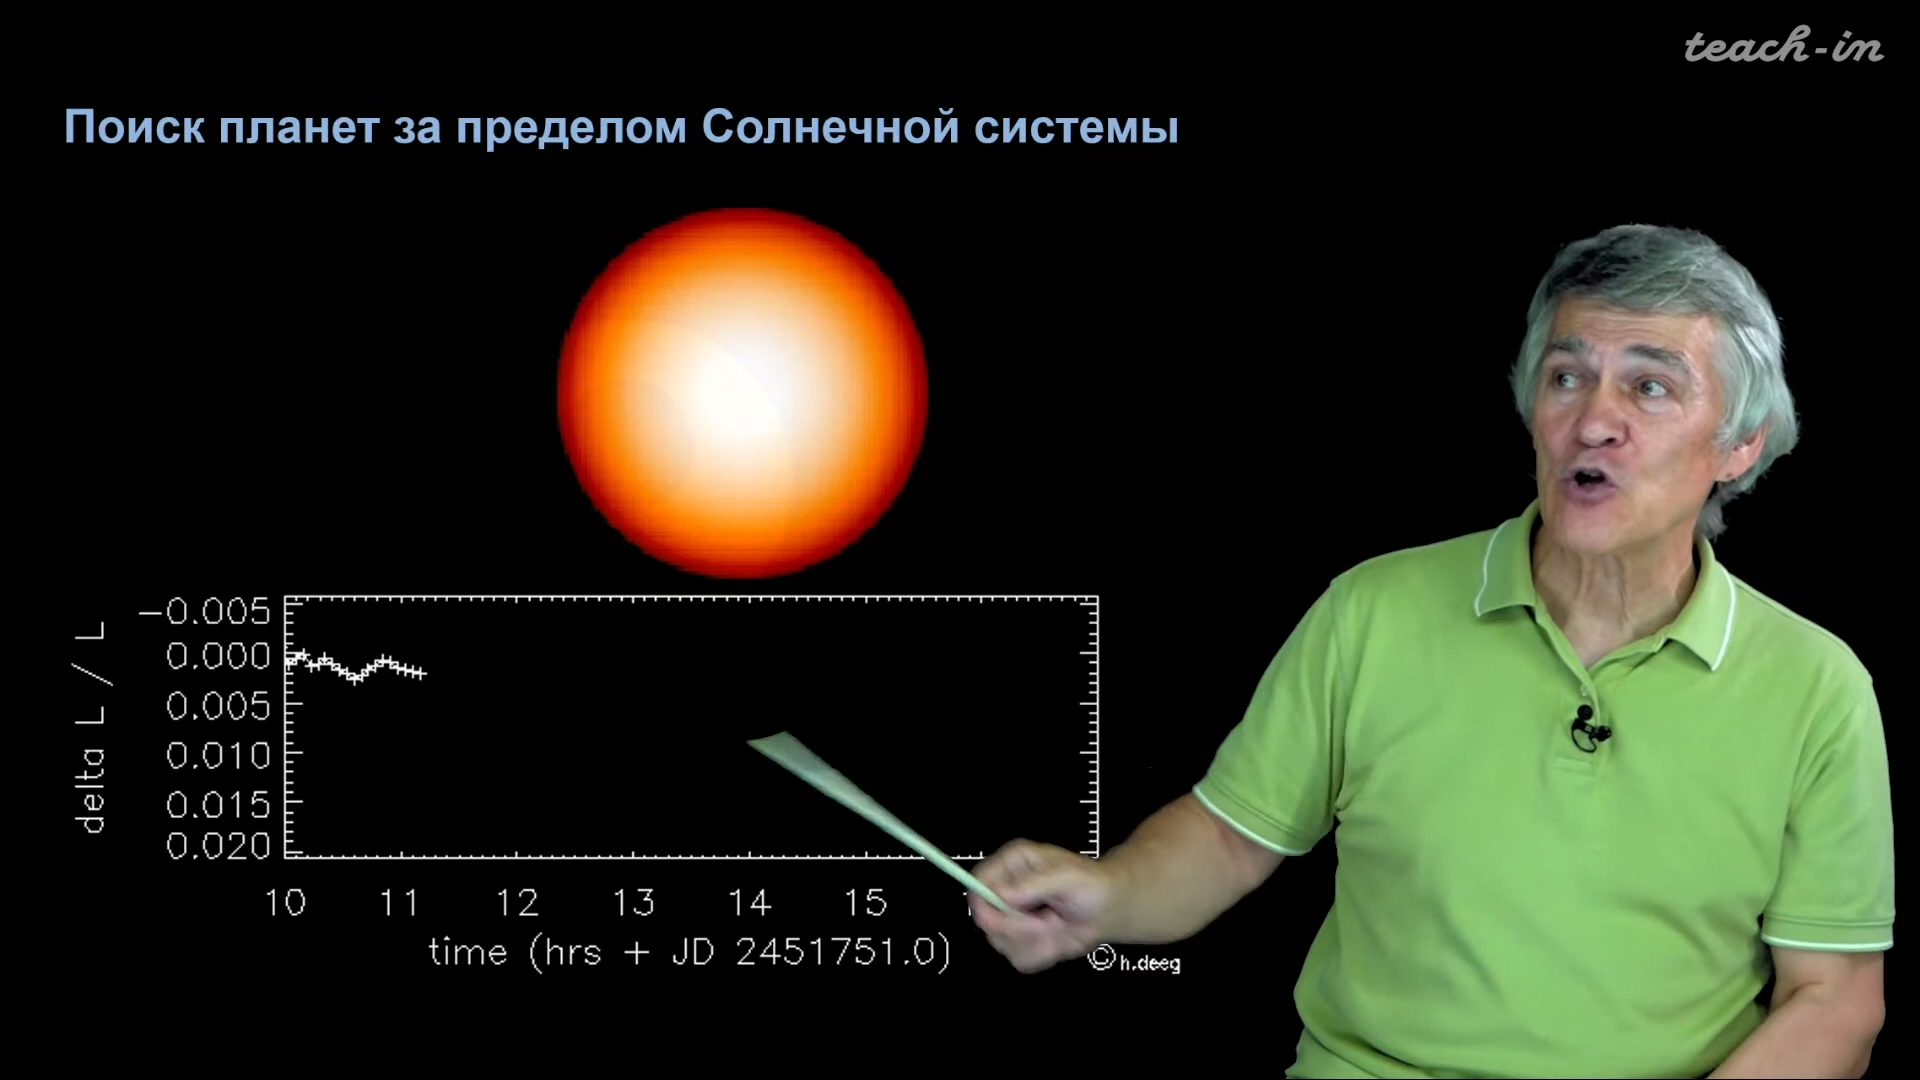 teach-in
Поиск планет за пределом Солнечной системы
delta L / L
-0.005
0.000
0.005
0.010
0.015
0.020
10 11 12 13 14 15
time (hrs + JD 2451751.0)
©h.deeg